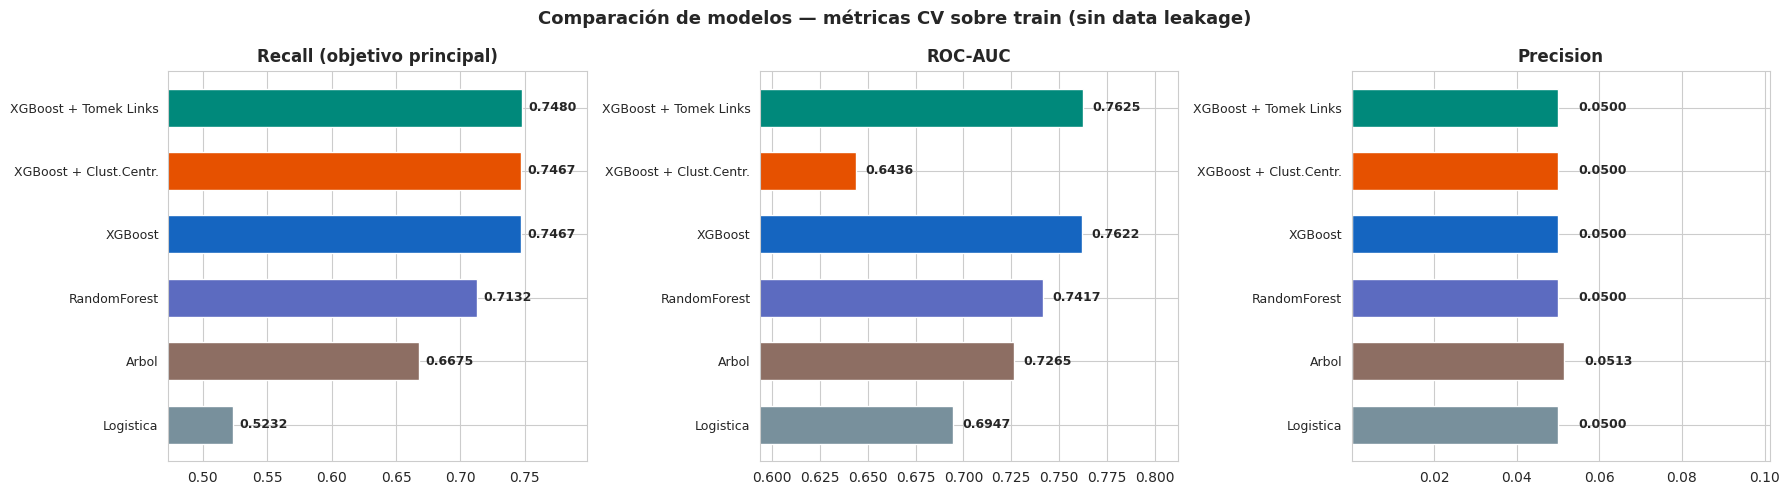 Comparación de modelos — métricas CV sobre train (sin data leakage)
Recall (objetivo principal)
XGBoost + Tomek Links 0.7480
XGBoost + Clust.Centr. 0.7467
XGBoost 0.7467
RandomForest 0.7132
Arbol 0.6675
Logistica 0.5232
0.50 0.55 0.60 0.65 0.70 0.75
ROC-AUC
XGBoost + Tomek Links 0.7625
XGBoost + Clust.Centr. 0.6436
XGBoost 0.7622
RandomForest 0.7417
Arbol 0.7265
Logistica 0.6947
0.600 0.625 0.650 0.675 0.700 0.725 0.750 0.775 0.800
Precision
XGBoost + Tomek Links 0.0500
XGBoost + Clust.Centr. 0.0500
XGBoost 0.0500
RandomForest 0.0500
Arbol 0.0513
Logistica 0.0500
0.02 0.04 0.06 0.08 0.10